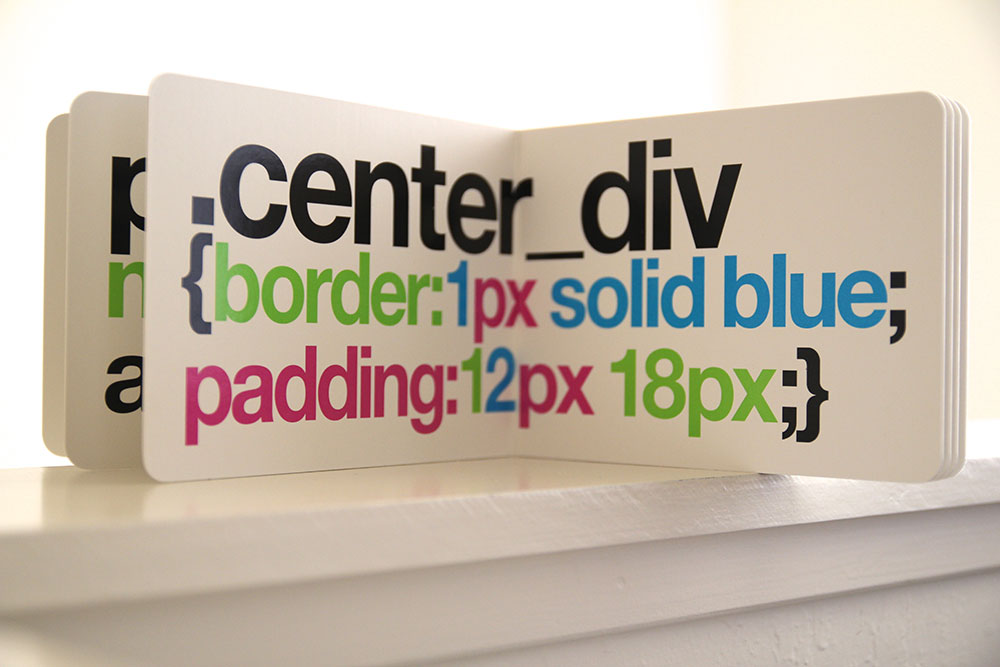 .center_div
{border:1px solid blue;
padding:12px 18px;}